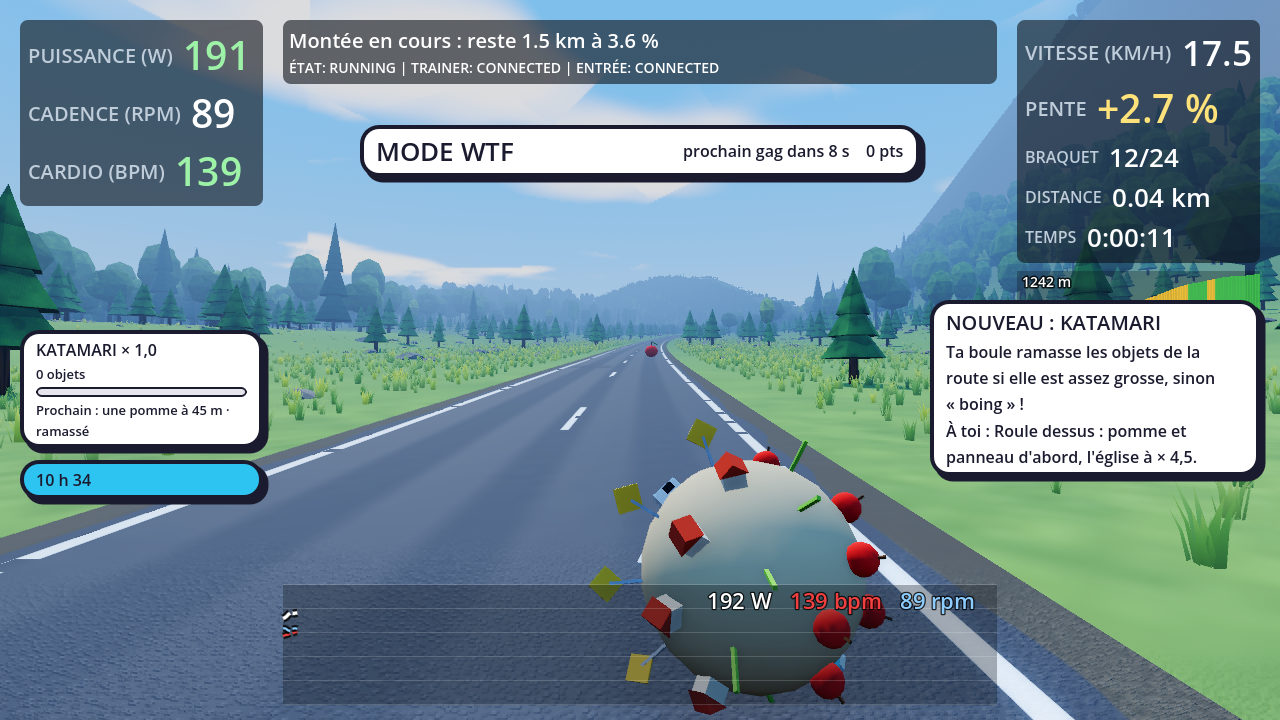 PUISSANCE (W) 191
CADENCE (RPM) 89
CARDIO (BPM) 139
Montée en cours : reste 1.5 km à 3.6 %
ÉTAT: RUNNING | TRAINER: CONNECTED | ENTRÉE: CONNECTED
MODE WTF
prochain gag dans 8 s 0 pts
VITESSE (KM/H) 17.5
PENTE +2.7 %
BRAQUET 12/24
DISTANCE 0.04 km
TEMPS 0:00:11
1242 m
KATAMARI × 1,0
0 objets
Prochain : une pomme à 45 m ·
ramassé
10 h 34
NOUVEAU : KATAMARI
Ta boule ramasse les objets de la
route si elle est assez grosse, sinon
« boing » !
À toi : Roule dessus : pomme et
panneau d'abord, l'église à × 4,5.
192 W 139 bpm 89 rpm